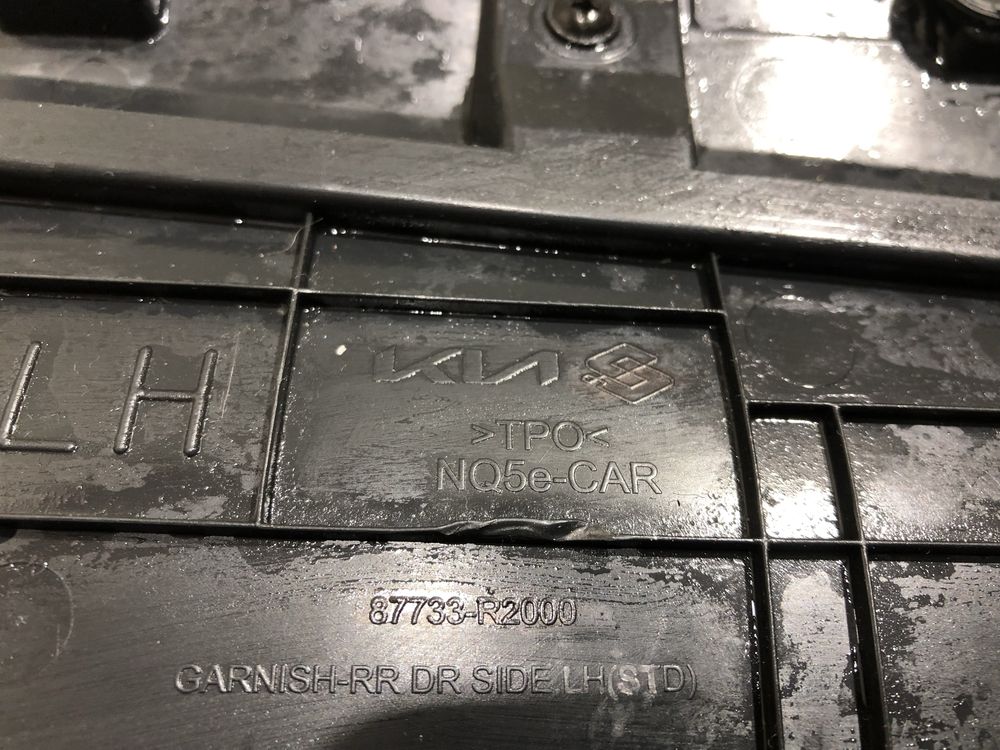 LH
KIA
>TPO<
NQ5e-CAR
87733-R2000
GARNISH-RR DR SIDE LH(STD)